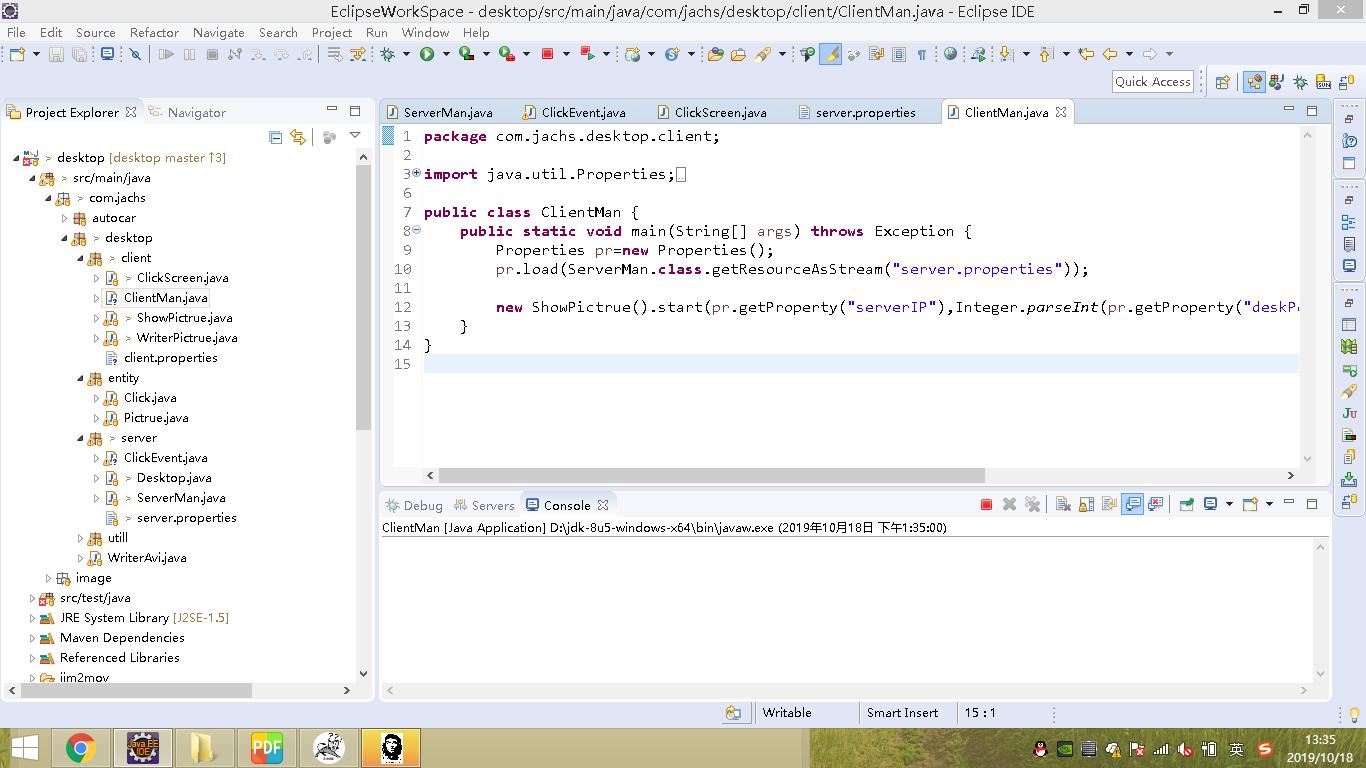 EclipseWorkSpace - desktop/src/main/java/com/jachs/desktop/client/ClientMan.java - Eclipse IDE
File Edit Source Refactor Navigate Search Project Run Window Help
Quick Access
Project Explorer
Navigator
> desktop [desktop master ↑3]
> src/main/java
> com.jachs
autocar
> desktop
> client
> ClickScreen.java
ClientMan.java
> ShowPictrue.java
> WriterPictrue.java
client.properties
entity
Click.java
Pictrue.java
> server
ClickEvent.java
> Desktop.java
> ServerMan.java
> server.properties
utill
WriterAvi.java
image
src/test/java
JRE System Library [J2SE-1.5]
Maven Dependencies
Referenced Libraries
jim2mov
ServerMan.java ClickEvent.java ClickScreen.java server.properties ClientMan.java
1 package com.jachs.desktop.client;
2
3 import java.util.Properties;
6
7 public class ClientMan {
8 public static void main(String[] args) throws Exception {
9 Properties pr=new Properties();
10 pr.load(ServerMan.class.getResourceAsStream("server.properties"));
11
12 new ShowPictrue().start(pr.getProperty("serverIP"),Integer.parseInt(pr.getProperty("deskP
13 }
14 }
15
Debug Servers Console
ClientMan [Java Application] D:\jdk-8u5-windows-x64\bin\javaw.exe (2019年10月18日 下午1:35:00)
Writable Smart Insert 15 : 1
Java EE
IDE
PDF
英
13:35
2019/10/18